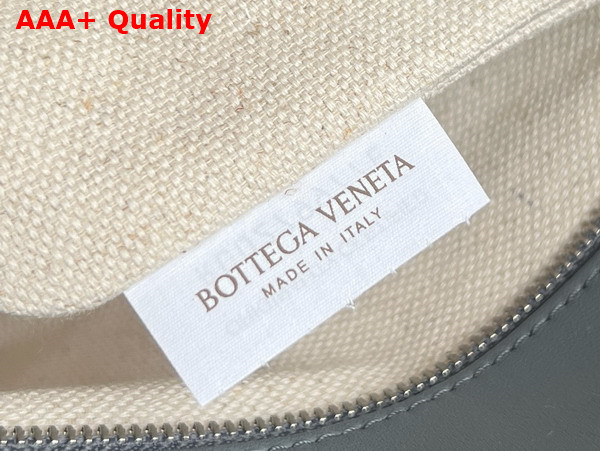 AAA+ Quality
BOTTEGA VENETA
MADE IN ITALY